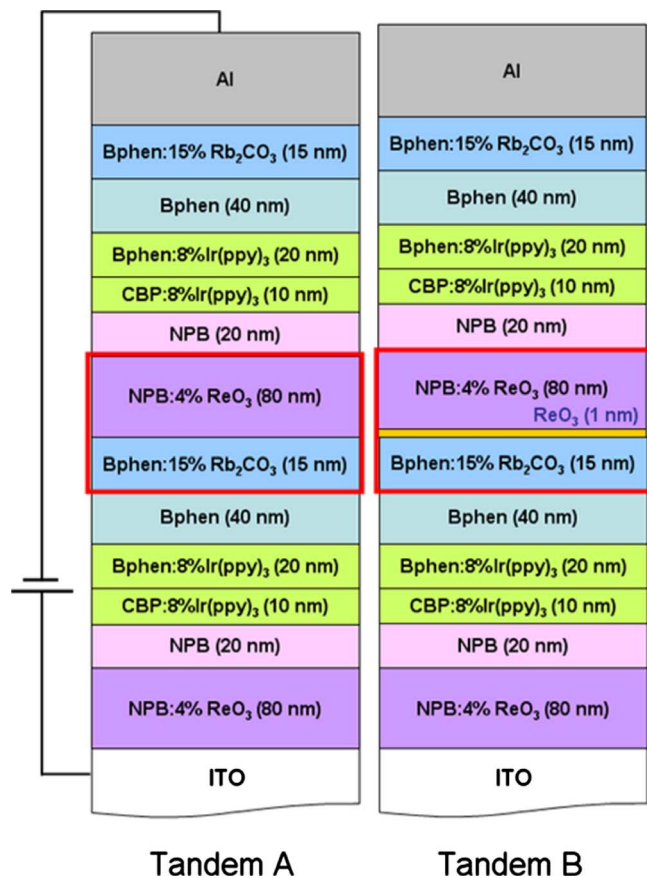 Al
Bphen:15% Rb₂CO₃ (15 nm)
Bphen (40 nm)
Bphen:8%Ir(ppy)₃ (20 nm)
CBP:8%Ir(ppy)₃ (10 nm)
NPB (20 nm)
NPB:4% ReO₃ (80 nm)
Bphen:15% Rb₂CO₃ (15 nm)
Bphen (40 nm)
Bphen:8%Ir(ppy)₃ (20 nm)
CBP:8%Ir(ppy)₃ (10 nm)
NPB (20 nm)
NPB:4% ReO₃ (80 nm)
ITO
Tandem A
Al
Bphen:15% Rb₂CO₃ (15 nm)
Bphen (40 nm)
Bphen:8%Ir(ppy)₃ (20 nm)
CBP:8%Ir(ppy)₃ (10 nm)
NPB (20 nm)
NPB:4% ReO₃ (80 nm)
ReO₃ (1 nm)
Bphen:15% Rb₂CO₃ (15 nm)
Bphen (40 nm)
Bphen:8%Ir(ppy)₃ (20 nm)
CBP:8%Ir(ppy)₃ (10 nm)
NPB (20 nm)
NPB:4% ReO₃ (80 nm)
ITO
Tandem B